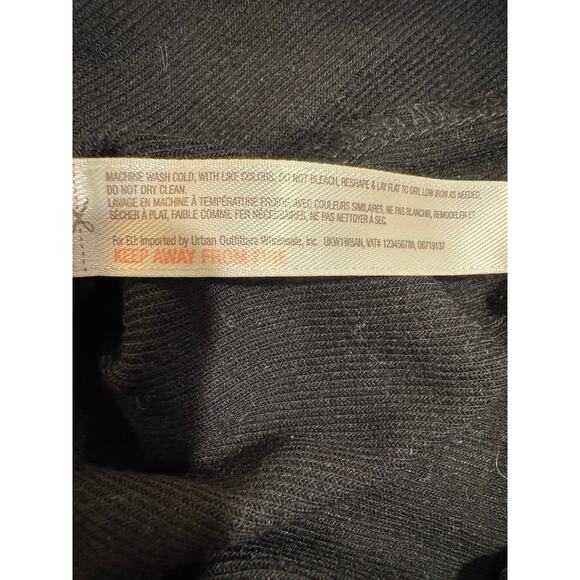 MACHINE WASH COLD, WITH LIKE COLORS. DO NOT BLEACH, RESHAPE & LAY FLAT TO DRY, LOW IRON AS NEEDED,
DO NOT DRY CLEAN.
LAVAGE EN MACHINE À TEMPÉRATURE FROIDE, AVEC COULEURS SIMILAIRES, NE PAS BLANCHIR, REMODELER ET
SÉCHER À PLAT, FAIBLE COMME FER NÉCESSAIRE, NE PAS NETTOYER À SEC.
For EU: Imported by Urban Outfitters Wholesale, Inc. UKW1W8AN, VAT# 123456789, 06719137
KEEP AWAY FROM FIRE